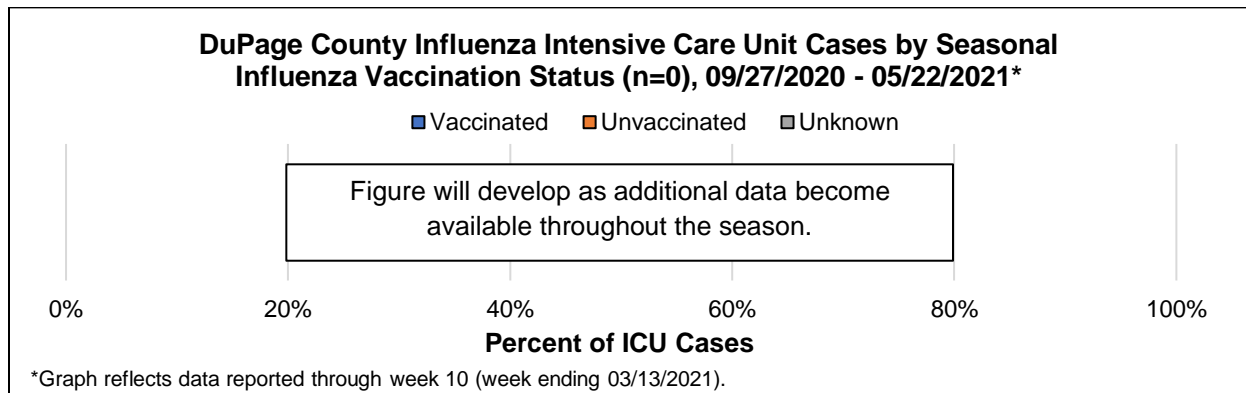 DuPage County Influenza Intensive Care Unit Cases by Seasonal
Influenza Vaccination Status (n=0), 09/27/2020 - 05/22/2021*
Vaccinated Unvaccinated Unknown
Figure will develop as additional data become
available throughout the season.
0% 20% 40% 60% 80% 100%
Percent of ICU Cases
*Graph reflects data reported through week 10 (week ending 03/13/2021).